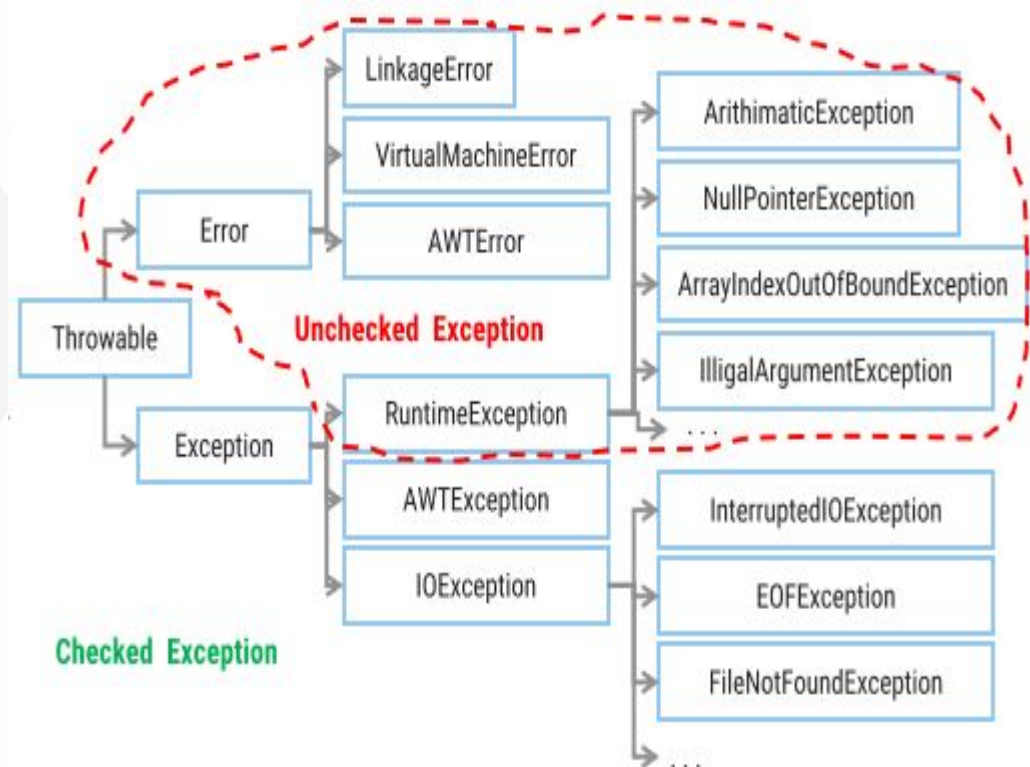 LinkageError
ArithimaticException
VirtualMachineError
NullPointerException
Error
AWTError
ArrayIndexOutOfBoundException
Throwable
Unchecked Exception
IlligalArgumentException
RuntimeException
. . .
Exception
AWTException
InterruptedIOException
IOException
EOFException
Checked Exception
FileNotFoundException
. . .